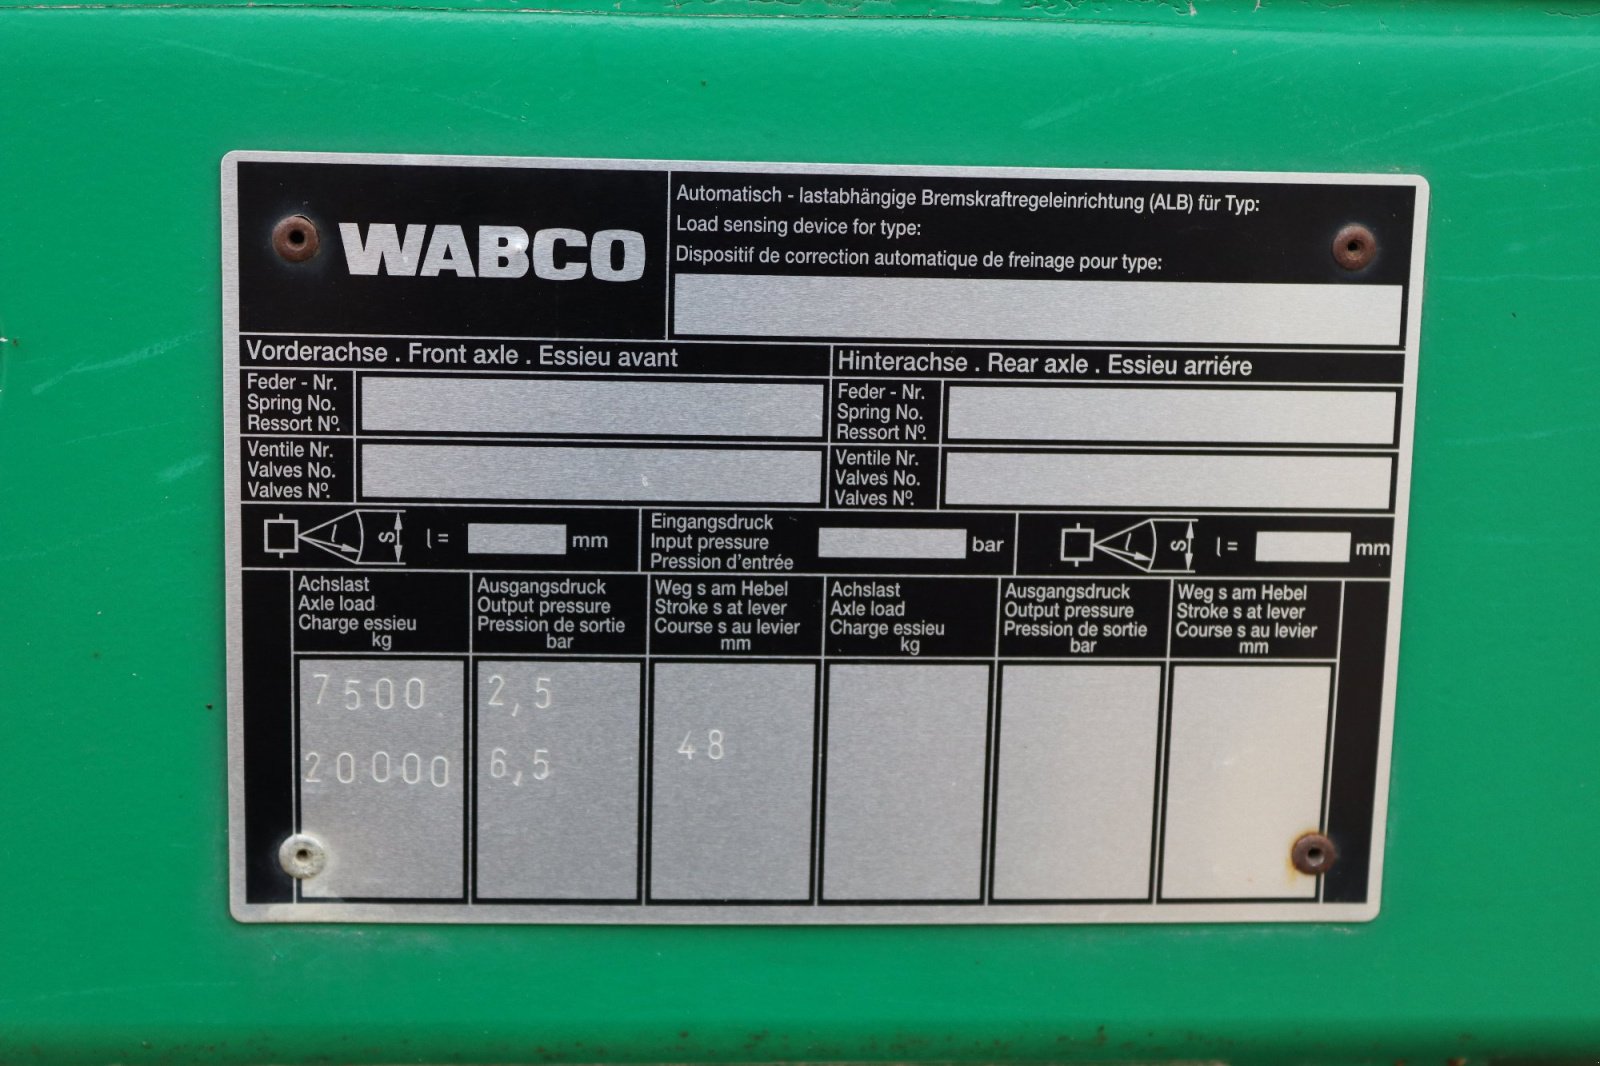 WABCO
Automatisch - lastabhängige Bremskraftregeleinrichtung (ALB) für Typ:
Load sensing device for type:
Dispositif de correction automatique de freinage pour type:
Vorderachse . Front axle . Essieu avant
Feder - Nr.
Spring No.
Ressort Nº.
Ventile Nr.
Valves No.
Valves Nº.
Hinterachse . Rear axle . Essieu arriére
Feder - Nr.
Spring No.
Ressort Nº.
Ventile Nr.
Valves No.
Valves Nº.
l S l = mm
Eingangsdruck
Input pressure bar
Pression d'entrée
l S l = mm
Achslast
Axle load
Charge essieu
kg
Ausgangsdruck
Output pressure
Pression de sortie
bar
Weg s am Hebel
Stroke s at lever
Course s au levier
mm
Achslast
Axle load
Charge essieu
kg
Ausgangsdruck
Output pressure
Pression de sortie
bar
Weg s am Hebel
Stroke s at lever
Course s au levier
mm
7500 2,5
48
20000 6,5